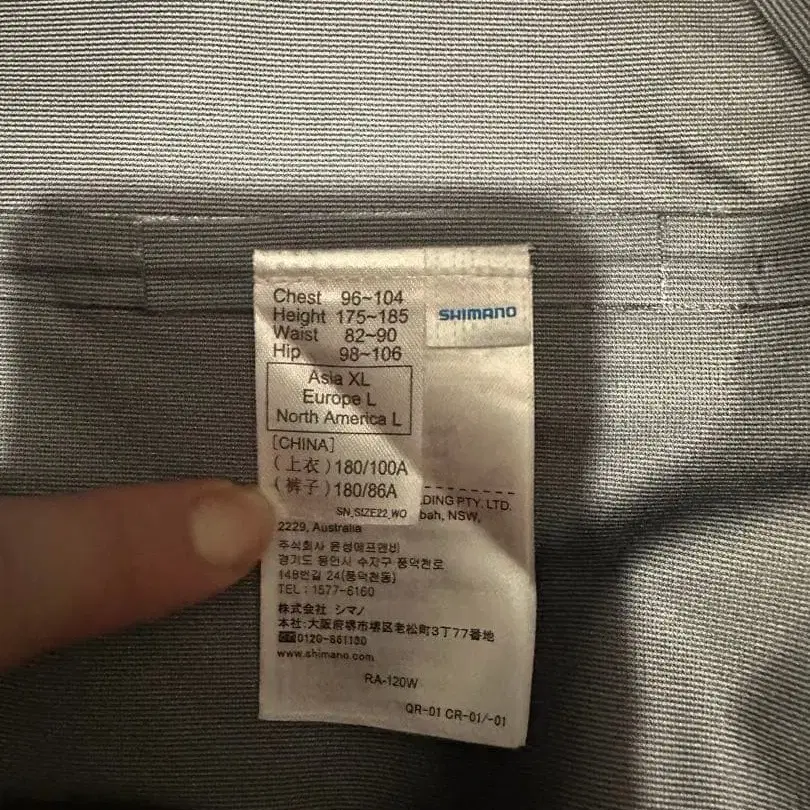 Chest 96~104
Height 175~185
Waist 82~90
Hip 98~106
Asia XL
Europe L
North America L
[CHINA]
(上衣)180/100A
(裤子)180/86A
SN_SIZE22_WO
SHIMANO
DING PTY. LTD.
bah, NSW,
2229, Australia
주식회사 윤성에프앤비
경기도 용인시 수지구 풍덕천로
148번길 24(풍덕천동)
TEL : 1577-6160
株式会社 シマノ
本社:大阪府堺市堺区老松町3丁77番地
0120-861130
www.shimano.com
RA-120W
QR-01 CR-01/-01